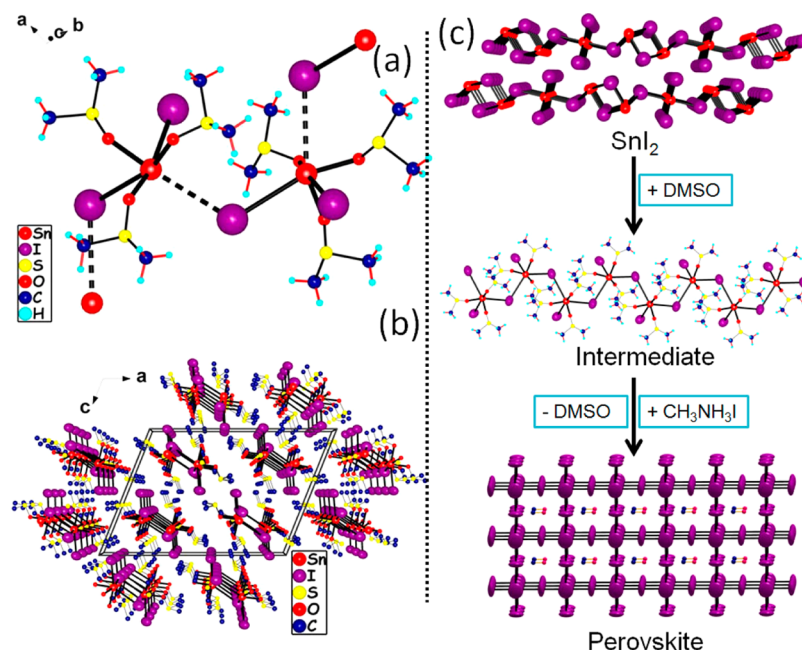 a
c
b
(a)
Sn
I
S
O
C
H
(b)
a
c
Sn
I
S
O
C
(c)
SnI₂
+ DMSO
Intermediate
- DMSO
+ CH₃NH₃I
Perovskite